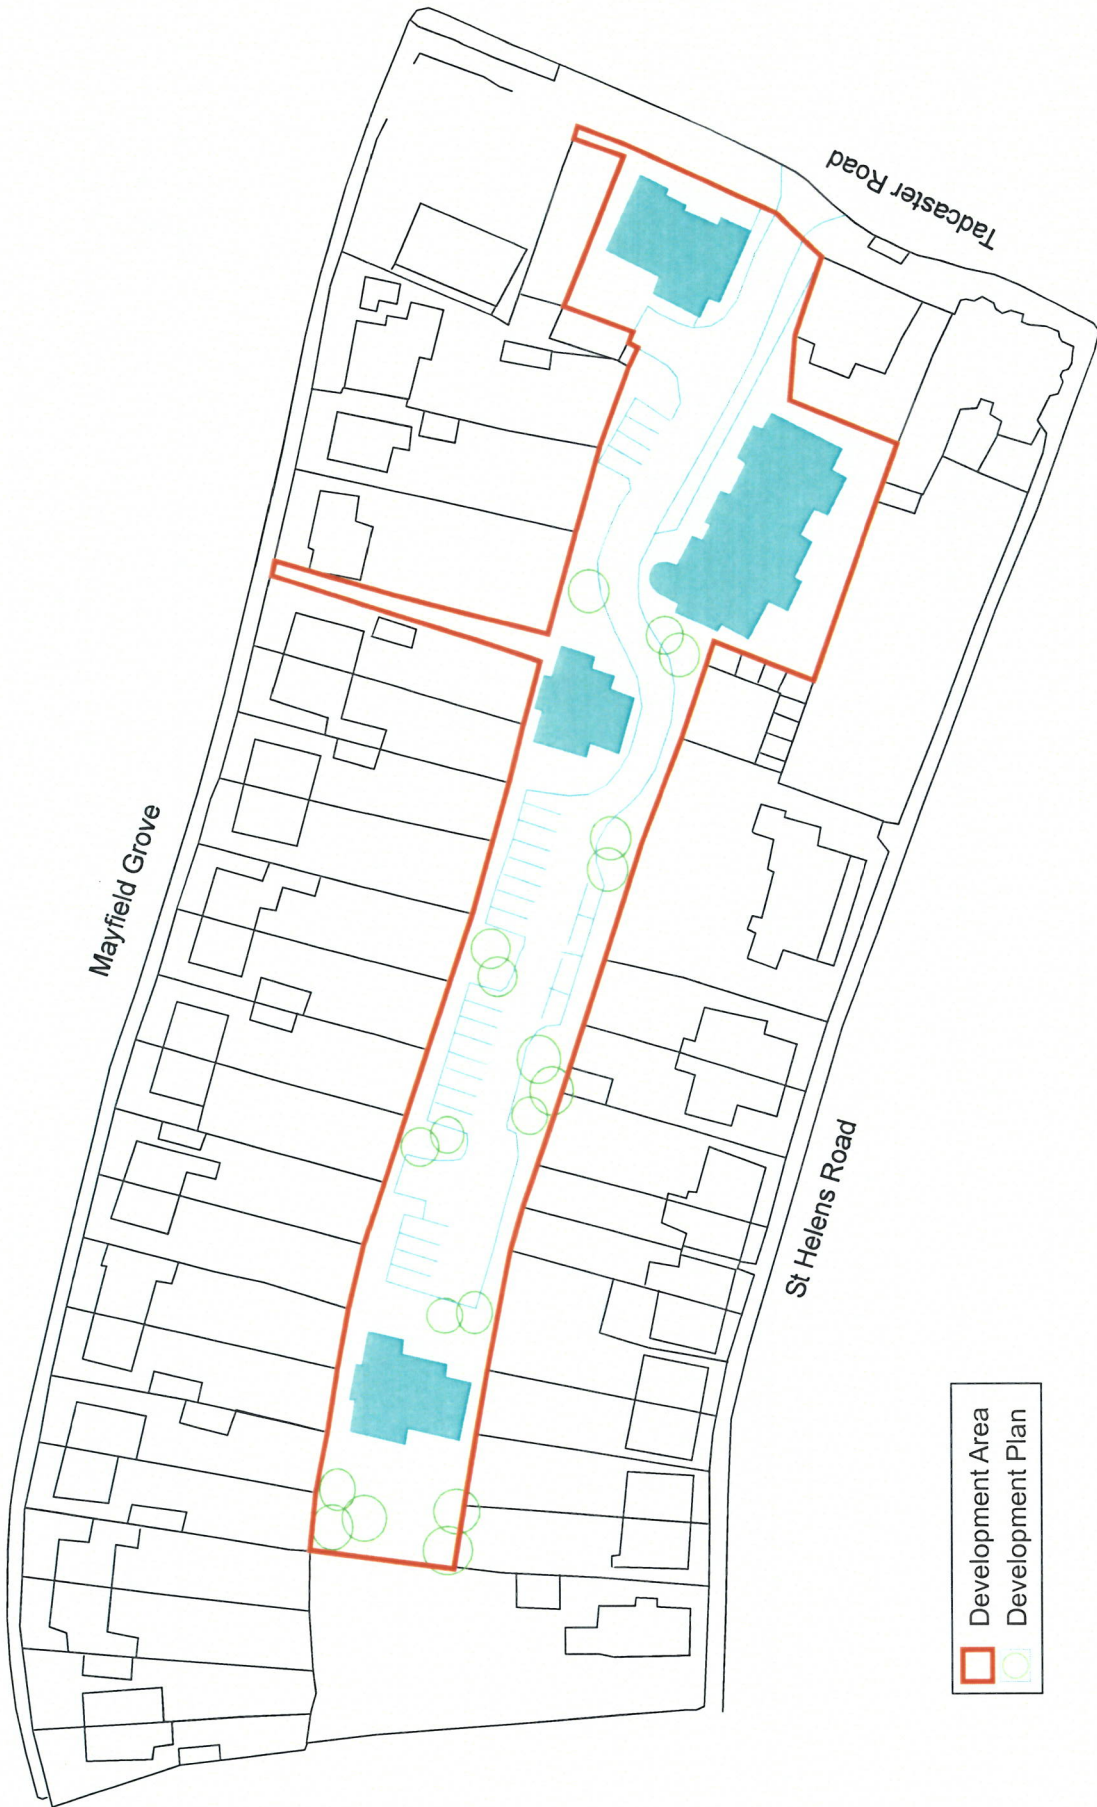 Mayfield Grove
Tadcaster Road
St Helens Road
Development Area
Development Plan